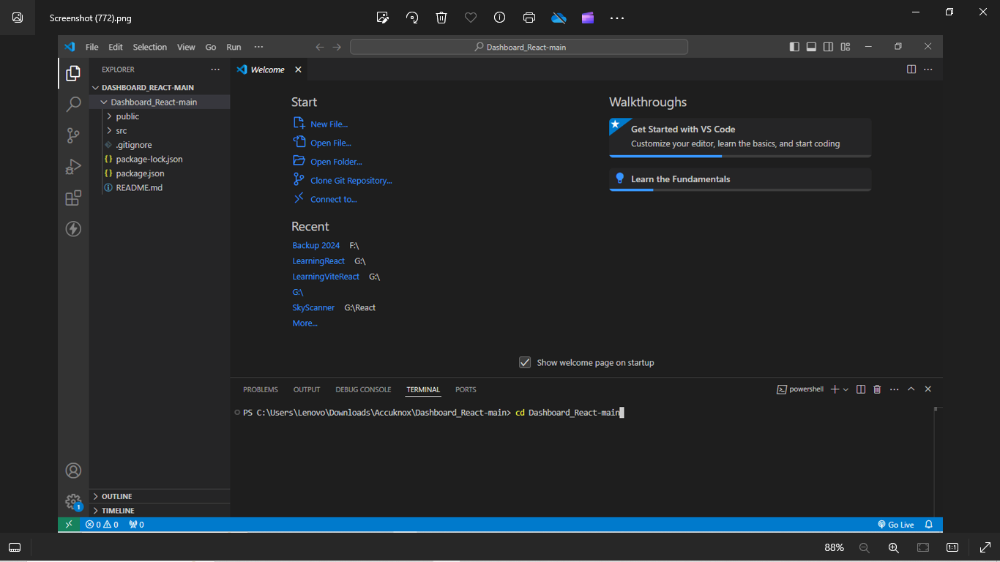 Screenshot (772).png
File Edit Selection View Go Run ···
Dashboard_React-main
EXPLORER ···
Welcome
DASHBOARD_REACT-MAIN
Dashboard_React-main
public
src
.gitignore
package-lock.json
package.json
README.md
Start
New File...
Open File...
Open Folder...
Clone Git Repository...
Connect to...
Recent
Backup 2024 F:\
LearningReact G:\
LearningViteReact G:\
G:\
SkyScanner G:\React
More...
Walkthroughs
Get Started with VS Code
Customize your editor, learn the basics, and start coding
Learn the Fundamentals
Show welcome page on startup
PROBLEMS OUTPUT DEBUG CONSOLE TERMINAL PORTS
powershell
PS C:\Users\Lenovo\Downloads\Accuknox\Dashboard_React-main> cd Dashboard_React-main
OUTLINE
TIMELINE
1
0 0 0
Go Live
88%
1:1